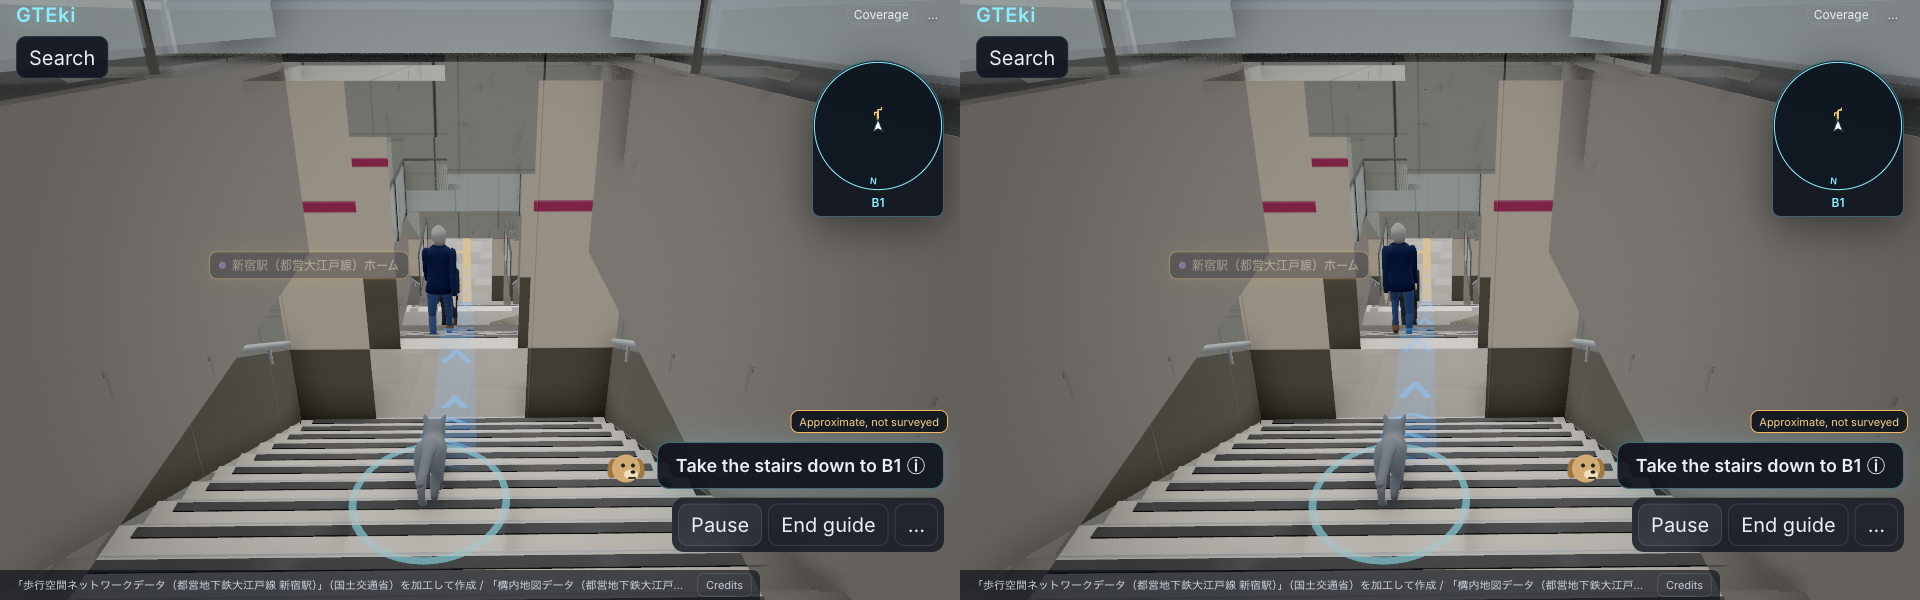 GTEki
Coverage
...
Search
N
B1
新宿駅（都営大江戸線）ホーム
Approximate, not surveyed
Take the stairs down to B1 ⓘ
Pause
End guide
...
「歩行空間ネットワークデータ（都営地下鉄大江戸線 新宿駅）」（国土交通省）を加工して作成 / 「構内地図データ（都営地下鉄大江戸...
Credits
GTEki
Coverage
...
Search
N
B1
新宿駅（都営大江戸線）ホーム
Approximate, not surveyed
Take the stairs down to B1 ⓘ
Pause
End guide
...
「歩行空間ネットワークデータ（都営地下鉄大江戸線 新宿駅）」（国土交通省）を加工して作成 / 「構内地図データ（都営地下鉄大江戸...
Credits